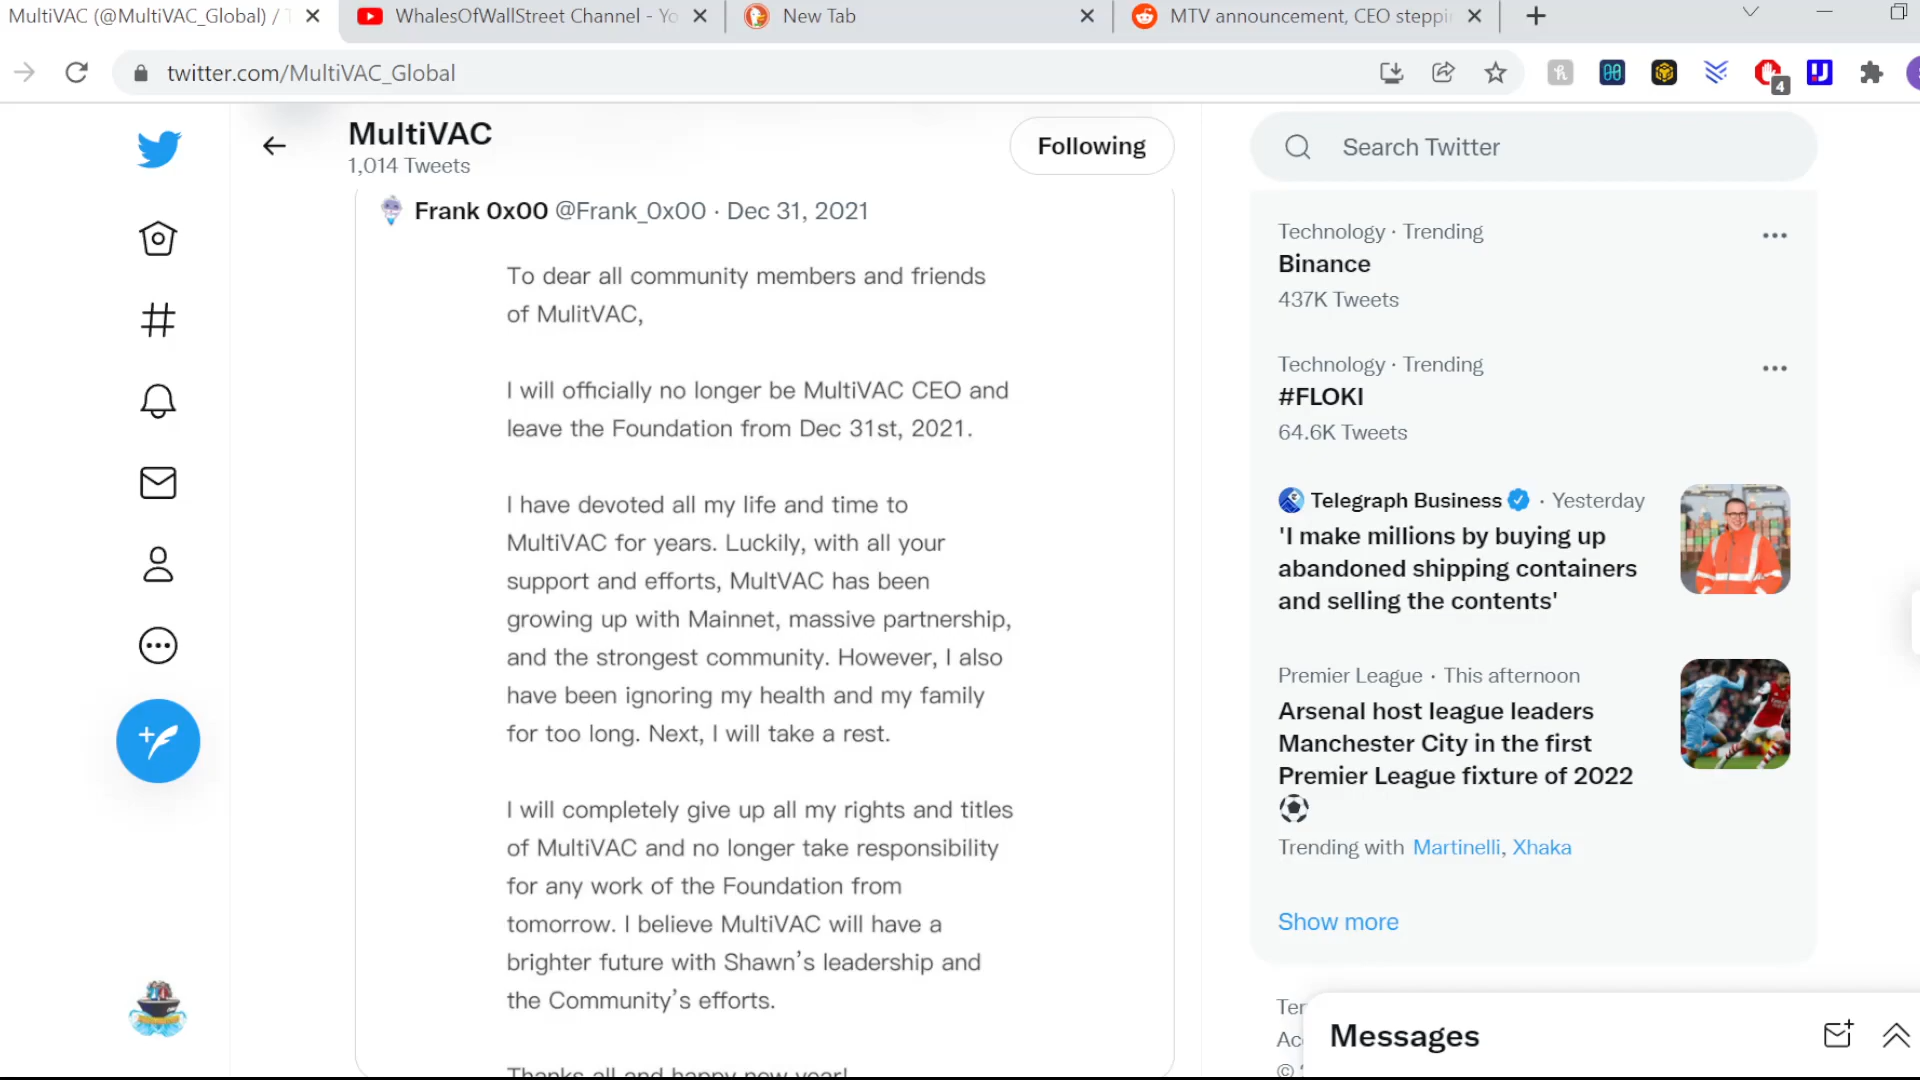 MultiVAC (@MultiVAC_Global) /
WhalesOfWallStreet Channel - Yo
New Tab
MTV announcement, CEO steppi
twitter.com/MultiVAC_Global
4
MultiVAC
1,014 Tweets
Following
Search Twitter
Frank 0x00 @Frank_0x00 · Dec 31, 2021
To dear all community members and friends
of MulitVAC,
I will officially no longer be MultiVAC CEO and
leave the Foundation from Dec 31st, 2021.
I have devoted all my life and time to
MultiVAC for years. Luckily, with all your
support and efforts, MultVAC has been
growing up with Mainnet, massive partnership,
and the strongest community. However, I also
have been ignoring my health and my family
for too long. Next, I will take a rest.
I will completely give up all my rights and titles
of MultiVAC and no longer take responsibility
for any work of the Foundation from
tomorrow. I believe MultiVAC will have a
brighter future with Shawn's leadership and
the Community's efforts.
Thanks all and happy new year!
Technology · Trending
Binance
437K Tweets
Technology · Trending
#FLOKI
64.6K Tweets
Telegraph Business · Yesterday
'I make millions by buying up
abandoned shipping containers
and selling the contents'
Premier League · This afternoon
Arsenal host league leaders
Manchester City in the first
Premier League fixture of 2022
Trending with Martinelli, Xhaka
Show more
Ter
Ac
©
Messages